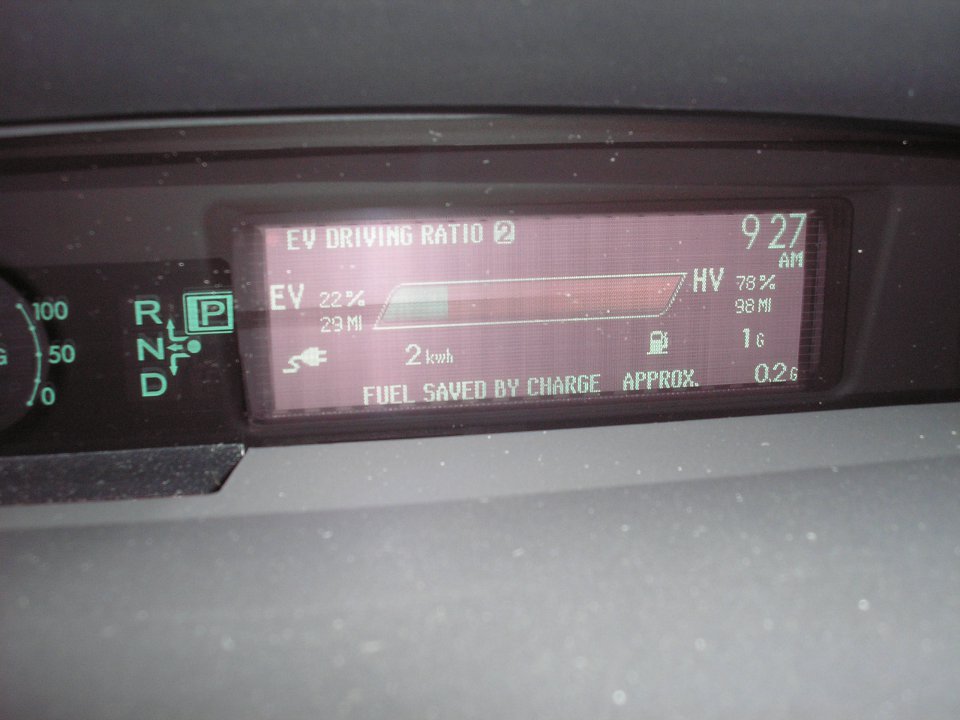 EV DRIVING RATIO 2
9 27
AM
EV 22%
29 MI
HV 78%
98 MI
2 kwh
1 G
FUEL SAVED BY CHARGE APPROX. 0.2 G
R P
N
D
100
50
0
G